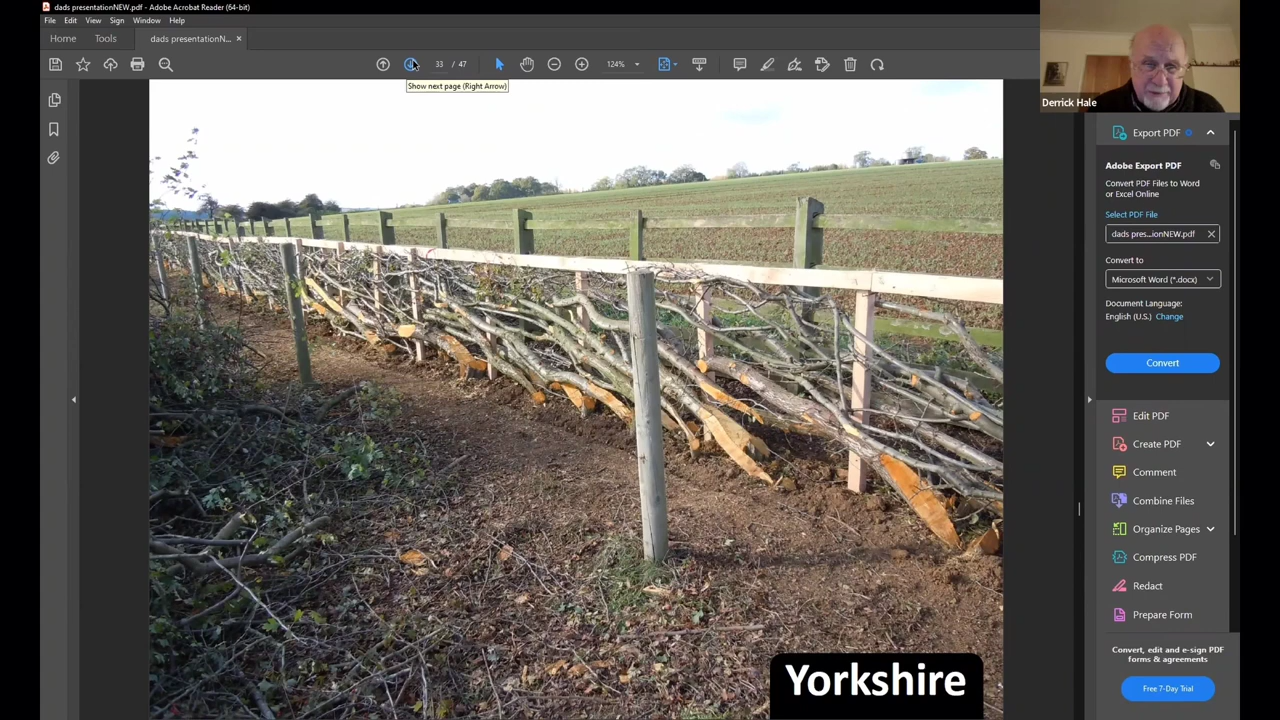 dads presentationNEW.pdf - Adobe Acrobat Reader (64-bit)
File Edit View Sign Window Help
Home Tools dads presentationN... ×
33 / 47 124%
Show next page (Right Arrow)
Derrick Hale
Export PDF
Adobe Export PDF
Convert PDF Files to Word
or Excel Online
Select PDF File
dads pres...ionNEW.pdf
Convert to
Microsoft Word (*.docx)
Document Language:
English (U.S.) Change
Convert
Edit PDF
Create PDF
Comment
Combine Files
Organize Pages
Compress PDF
Redact
Prepare Form
Convert, edit and e-sign PDF
forms & agreements
Free 7-Day Trial
Yorkshire